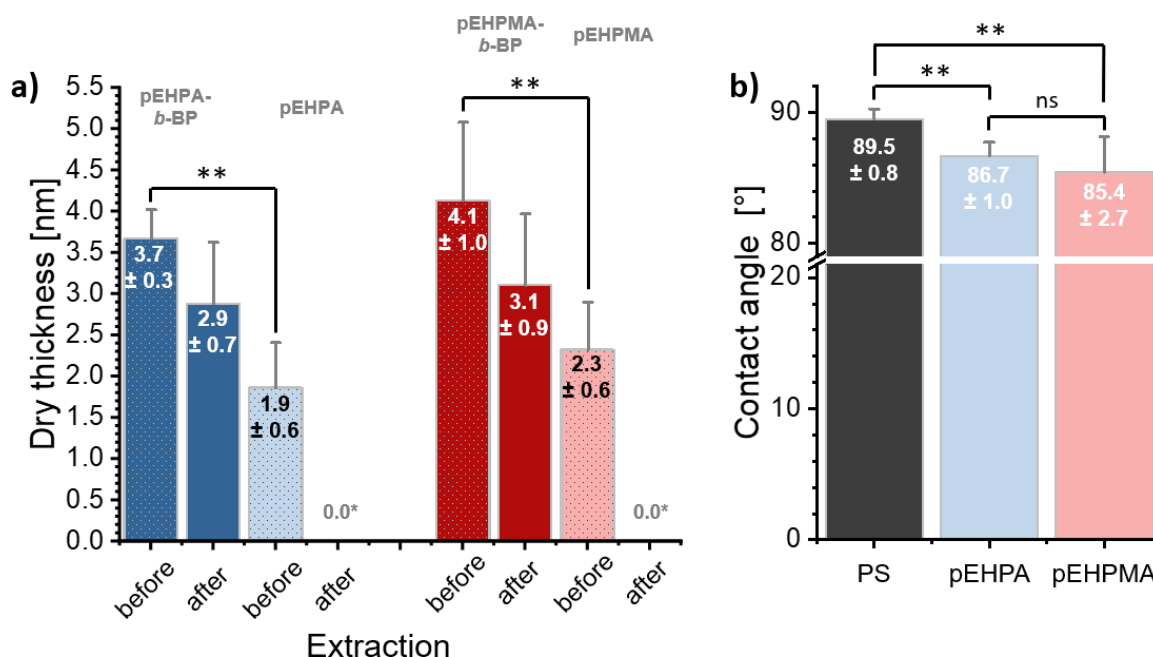 a)
pEHPA-
b-BP
pEHPA
pEHPMA-
b-BP
pEHPMA
**
**
Dry thickness [nm]
5.5
5.0
4.5
4.0
3.5
3.0
2.5
2.0
1.5
1.0
0.5
0.0
3.7
± 0.3
2.9
± 0.7
1.9
± 0.6
0.0*
4.1
± 1.0
3.1
± 0.9
2.3
± 0.6
0.0*
before
after
before
after
before
after
before
after
Extraction
b)
**
**
ns
Contact angle [°]
90
80
20
10
0
89.5
± 0.8
86.7
± 1.0
85.4
± 2.7
PS
pEHPA
pEHPMA